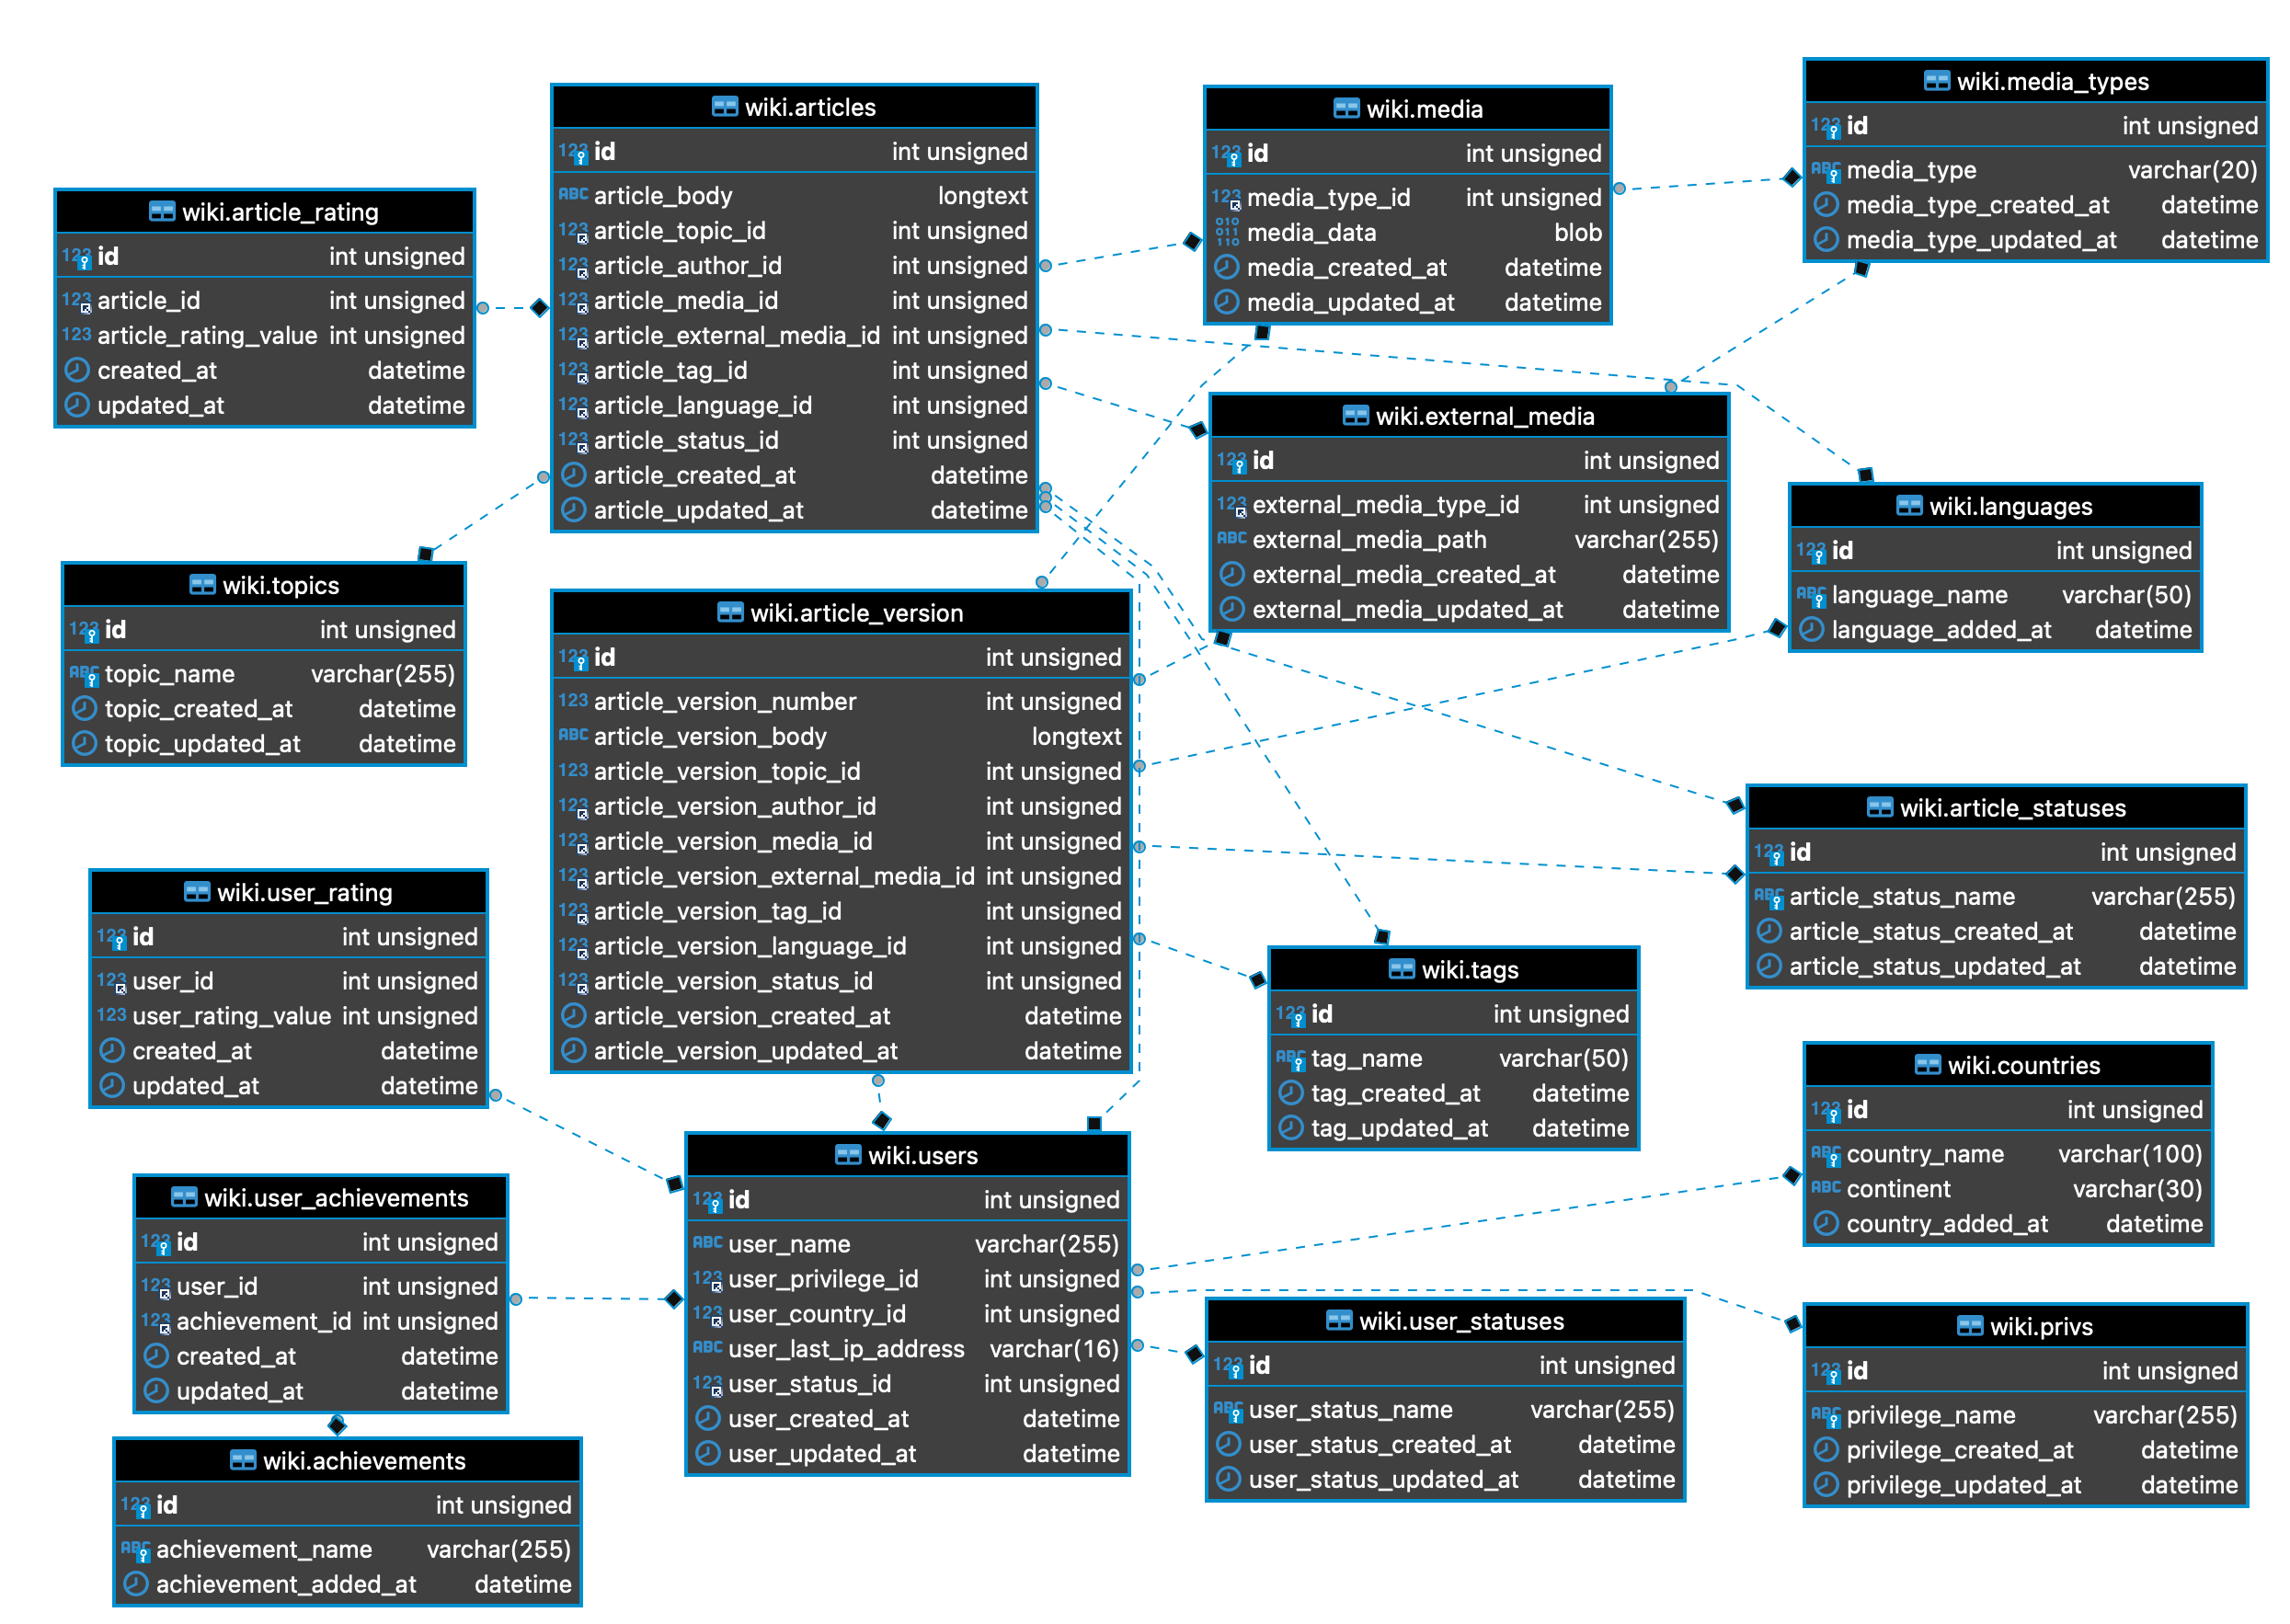 wiki.articles
id int unsigned
article_body longtext
article_topic_id int unsigned
article_author_id int unsigned
article_media_id int unsigned
article_external_media_id int unsigned
article_tag_id int unsigned
article_language_id int unsigned
article_status_id int unsigned
article_created_at datetime
article_updated_at datetime
wiki.media
id int unsigned
media_type_id int unsigned
media_data blob
media_created_at datetime
media_updated_at datetime
wiki.media_types
id int unsigned
media_type varchar(20)
media_type_created_at datetime
media_type_updated_at datetime
wiki.article_rating
id int unsigned
article_id int unsigned
article_rating_value int unsigned
created_at datetime
updated_at datetime
wiki.external_media
id int unsigned
external_media_type_id int unsigned
external_media_path varchar(255)
external_media_created_at datetime
external_media_updated_at datetime
wiki.languages
id int unsigned
language_name varchar(50)
language_added_at datetime
wiki.topics
id int unsigned
topic_name varchar(255)
topic_created_at datetime
topic_updated_at datetime
wiki.article_version
id int unsigned
article_version_number int unsigned
article_version_body longtext
article_version_topic_id int unsigned
article_version_author_id int unsigned
article_version_media_id int unsigned
article_version_external_media_id int unsigned
article_version_tag_id int unsigned
article_version_language_id int unsigned
article_version_status_id int unsigned
article_version_created_at datetime
article_version_updated_at datetime
wiki.article_statuses
id int unsigned
article_status_name varchar(255)
article_status_created_at datetime
article_status_updated_at datetime
wiki.user_rating
id int unsigned
user_id int unsigned
user_rating_value int unsigned
created_at datetime
updated_at datetime
wiki.tags
id int unsigned
tag_name varchar(50)
tag_created_at datetime
tag_updated_at datetime
wiki.countries
id int unsigned
country_name varchar(100)
continent varchar(30)
country_added_at datetime
wiki.users
id int unsigned
user_name varchar(255)
user_privilege_id int unsigned
user_country_id int unsigned
user_last_ip_address varchar(16)
user_status_id int unsigned
user_created_at datetime
user_updated_at datetime
wiki.user_achievements
id int unsigned
user_id int unsigned
achievement_id int unsigned
created_at datetime
updated_at datetime
wiki.user_statuses
id int unsigned
user_status_name varchar(255)
user_status_created_at datetime
user_status_updated_at datetime
wiki.privs
id int unsigned
privilege_name varchar(255)
privilege_created_at datetime
privilege_updated_at datetime
wiki.achievements
id int unsigned
achievement_name varchar(255)
achievement_added_at datetime